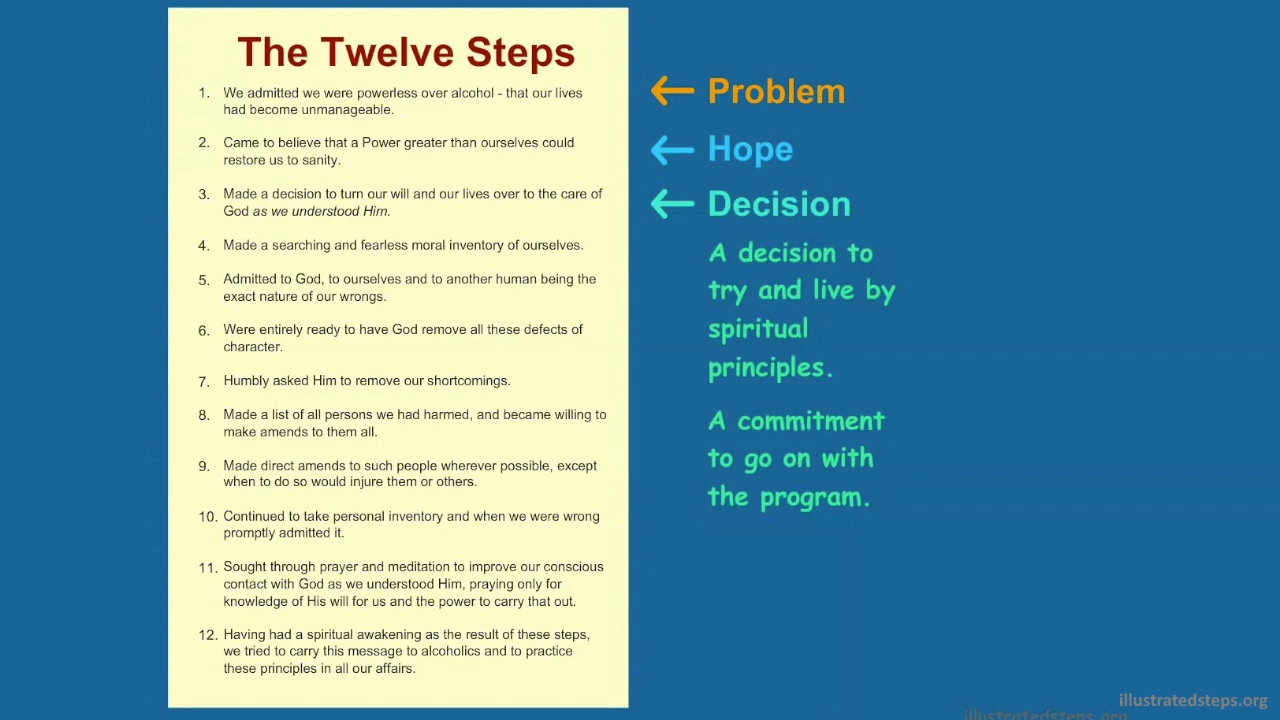 The Twelve Steps
1. We admitted we were powerless over alcohol - that our lives
had become unmanageable.
2. Came to believe that a Power greater than ourselves could
restore us to sanity.
3. Made a decision to turn our will and our lives over to the care of
God as we understood Him.
4. Made a searching and fearless moral inventory of ourselves.
5. Admitted to God, to ourselves and to another human being the
exact nature of our wrongs.
6. Were entirely ready to have God remove all these defects of
character.
7. Humbly asked Him to remove our shortcomings.
8. Made a list of all persons we had harmed, and became willing to
make amends to them all.
9. Made direct amends to such people wherever possible, except
when to do so would injure them or others.
10. Continued to take personal inventory and when we were wrong
promptly admitted it.
11. Sought through prayer and meditation to improve our conscious
contact with God as we understood Him, praying only for
knowledge of His will for us and the power to carry that out.
12. Having had a spiritual awakening as the result of these steps,
we tried to carry this message to alcoholics and to practice
these principles in all our affairs.
← Problem
← Hope
← Decision
A decision to
try and live by
spiritual
principles.
A commitment
to go on with
the program.
illustratedsteps.org
illustratedsteps.org